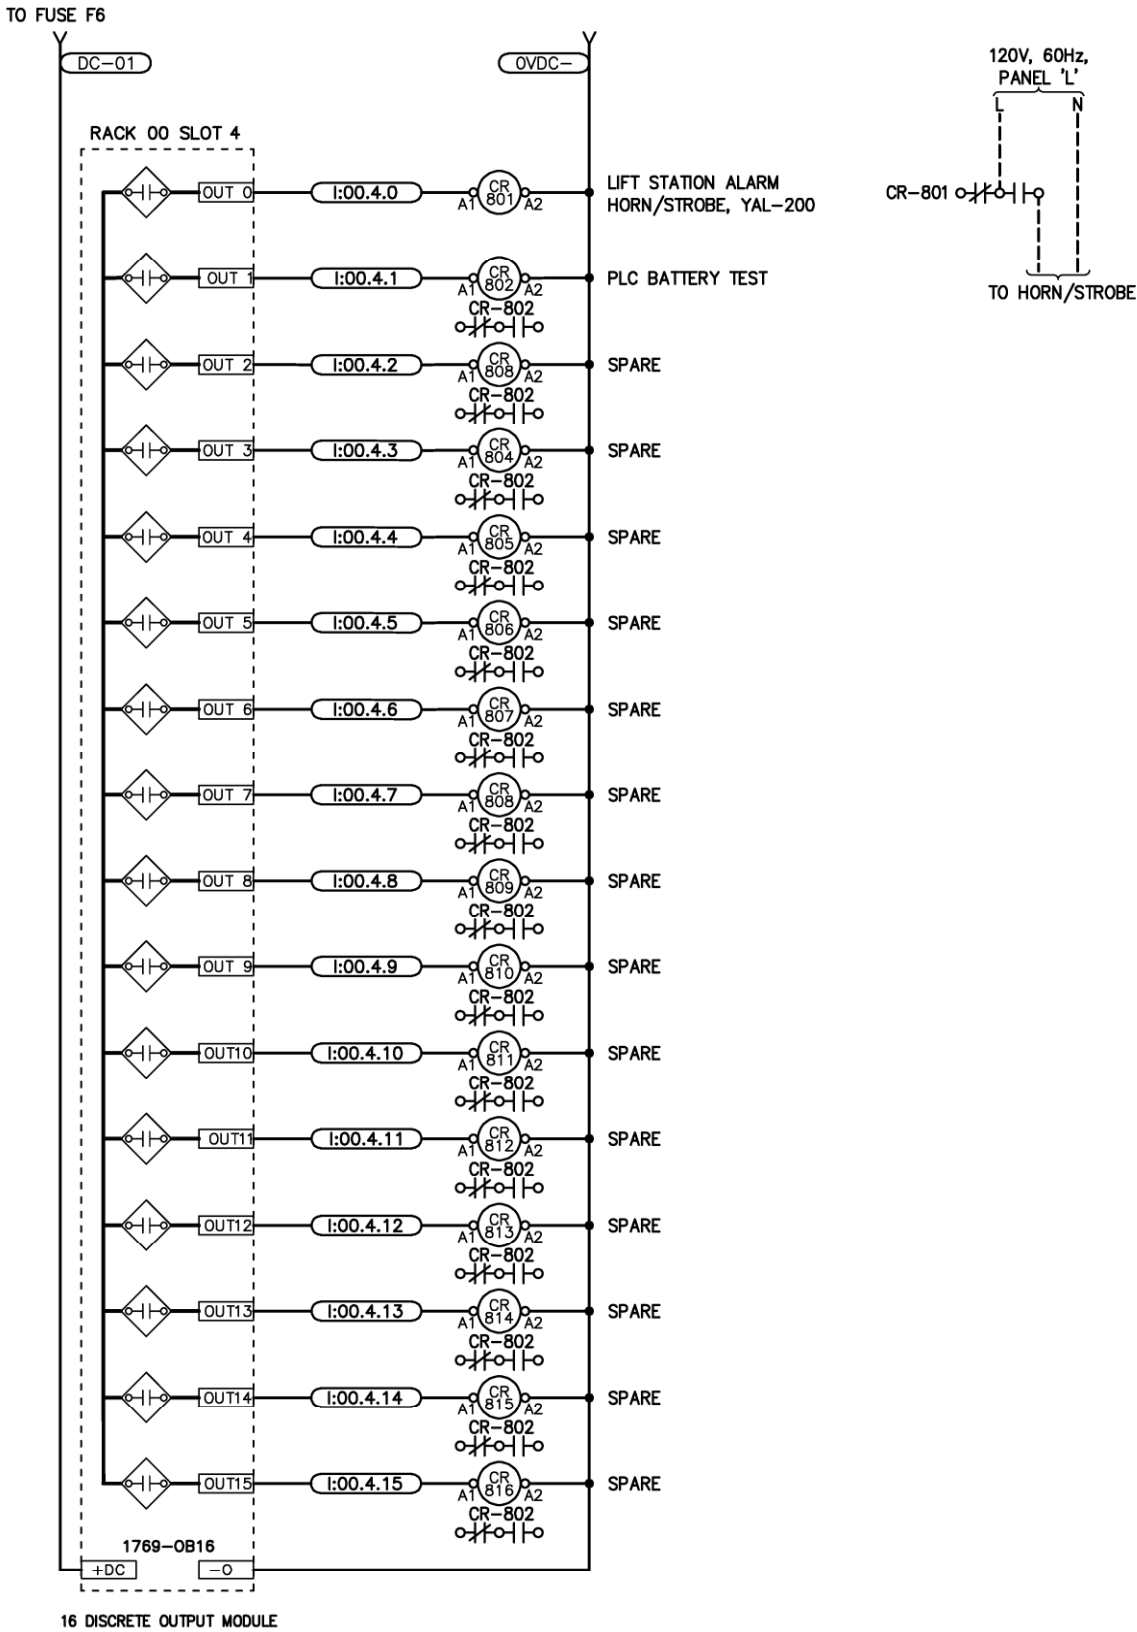 TO FUSE F6
DC-01
0VDC-
120V, 60Hz,
PANEL 'L'
L N
RACK 00 SLOT 4
OUT 0 I:00.4.0 A1 CR 801 A2 LIFT STATION ALARM
HORN/STROBE, YAL-200
CR-801
TO HORN/STROBE
OUT 1 I:00.4.1 A1 CR 802 A2 PLC BATTERY TEST
CR-802
OUT 2 I:00.4.2 A1 CR 808 A2 SPARE
CR-802
OUT 3 I:00.4.3 A1 CR 804 A2 SPARE
CR-802
OUT 4 I:00.4.4 A1 CR 805 A2 SPARE
CR-802
OUT 5 I:00.4.5 A1 CR 806 A2 SPARE
CR-802
OUT 6 I:00.4.6 A1 CR 807 A2 SPARE
CR-802
OUT 7 I:00.4.7 A1 CR 808 A2 SPARE
CR-802
OUT 8 I:00.4.8 A1 CR 809 A2 SPARE
CR-802
OUT 9 I:00.4.9 A1 CR 810 A2 SPARE
CR-802
OUT10 I:00.4.10 A1 CR 811 A2 SPARE
CR-802
OUT11 I:00.4.11 A1 CR 812 A2 SPARE
CR-802
OUT12 I:00.4.12 A1 CR 813 A2 SPARE
CR-802
OUT13 I:00.4.13 A1 CR 814 A2 SPARE
CR-802
OUT14 I:00.4.14 A1 CR 815 A2 SPARE
CR-802
OUT15 I:00.4.15 A1 CR 816 A2 SPARE
CR-802
1769-OB16
+DC -0
16 DISCRETE OUTPUT MODULE